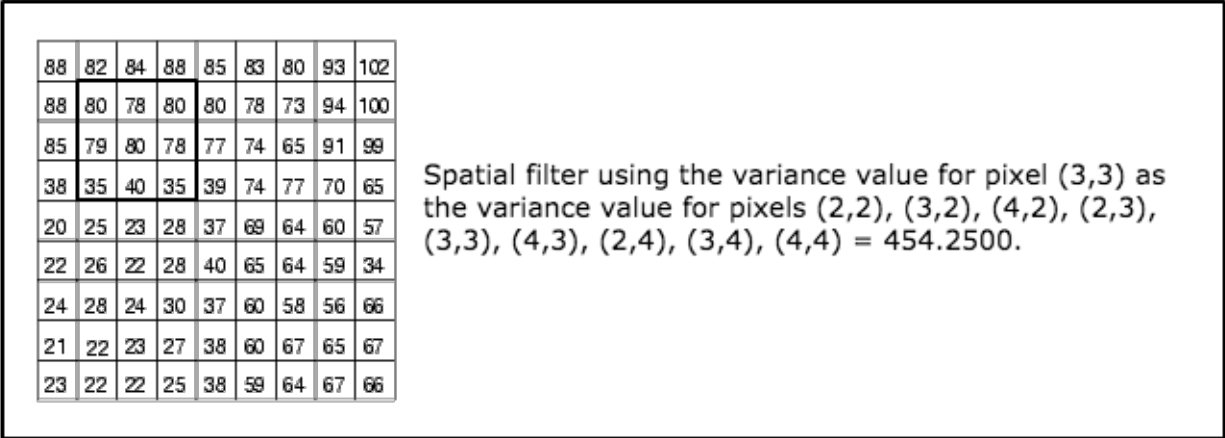 88 82 84 88 85 83 80 93 102
88 80 78 80 80 78 73 94 100
85 79 80 78 77 74 65 91 99
38 35 40 35 39 74 77 70 65
20 25 23 28 37 69 64 60 57
22 26 22 28 40 65 64 59 34
24 28 24 30 37 60 58 56 66
21 22 23 27 38 60 67 65 67
23 22 22 25 38 59 64 67 66
Spatial filter using the variance value for pixel (3,3) as
the variance value for pixels (2,2), (3,2), (4,2), (2,3),
(3,3), (4,3), (2,4), (3,4), (4,4) = 454.2500.